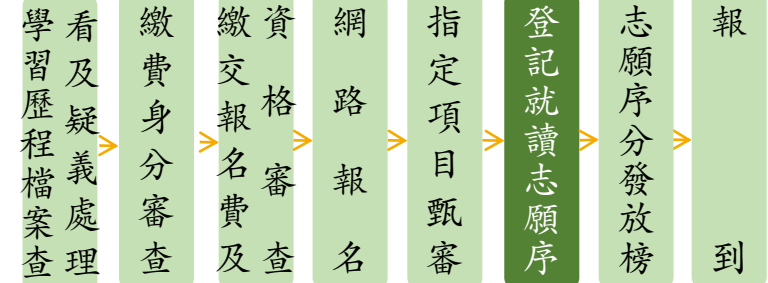 學習歷程檔案查
看及疑義處理
繳費身分審查
繳交報名費及
資格審查
網路報名
指定項目甄審
登記就讀志願序
志願序分發放榜
報到